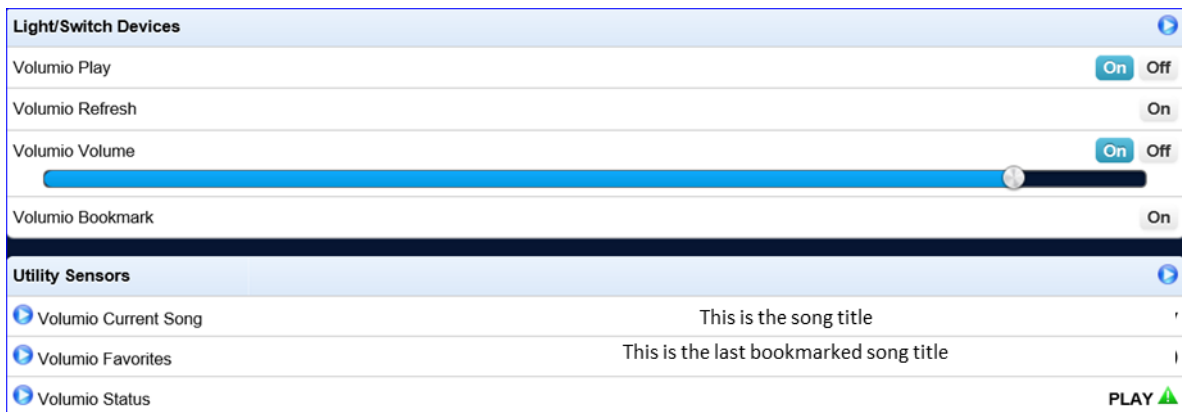 Light/Switch Devices
Volumio Play On Off
Volumio Refresh On
Volumio Volume On Off
Volumio Bookmark On
Utility Sensors
Volumio Current Song This is the song title
Volumio Favorites This is the last bookmarked song title
Volumio Status PLAY